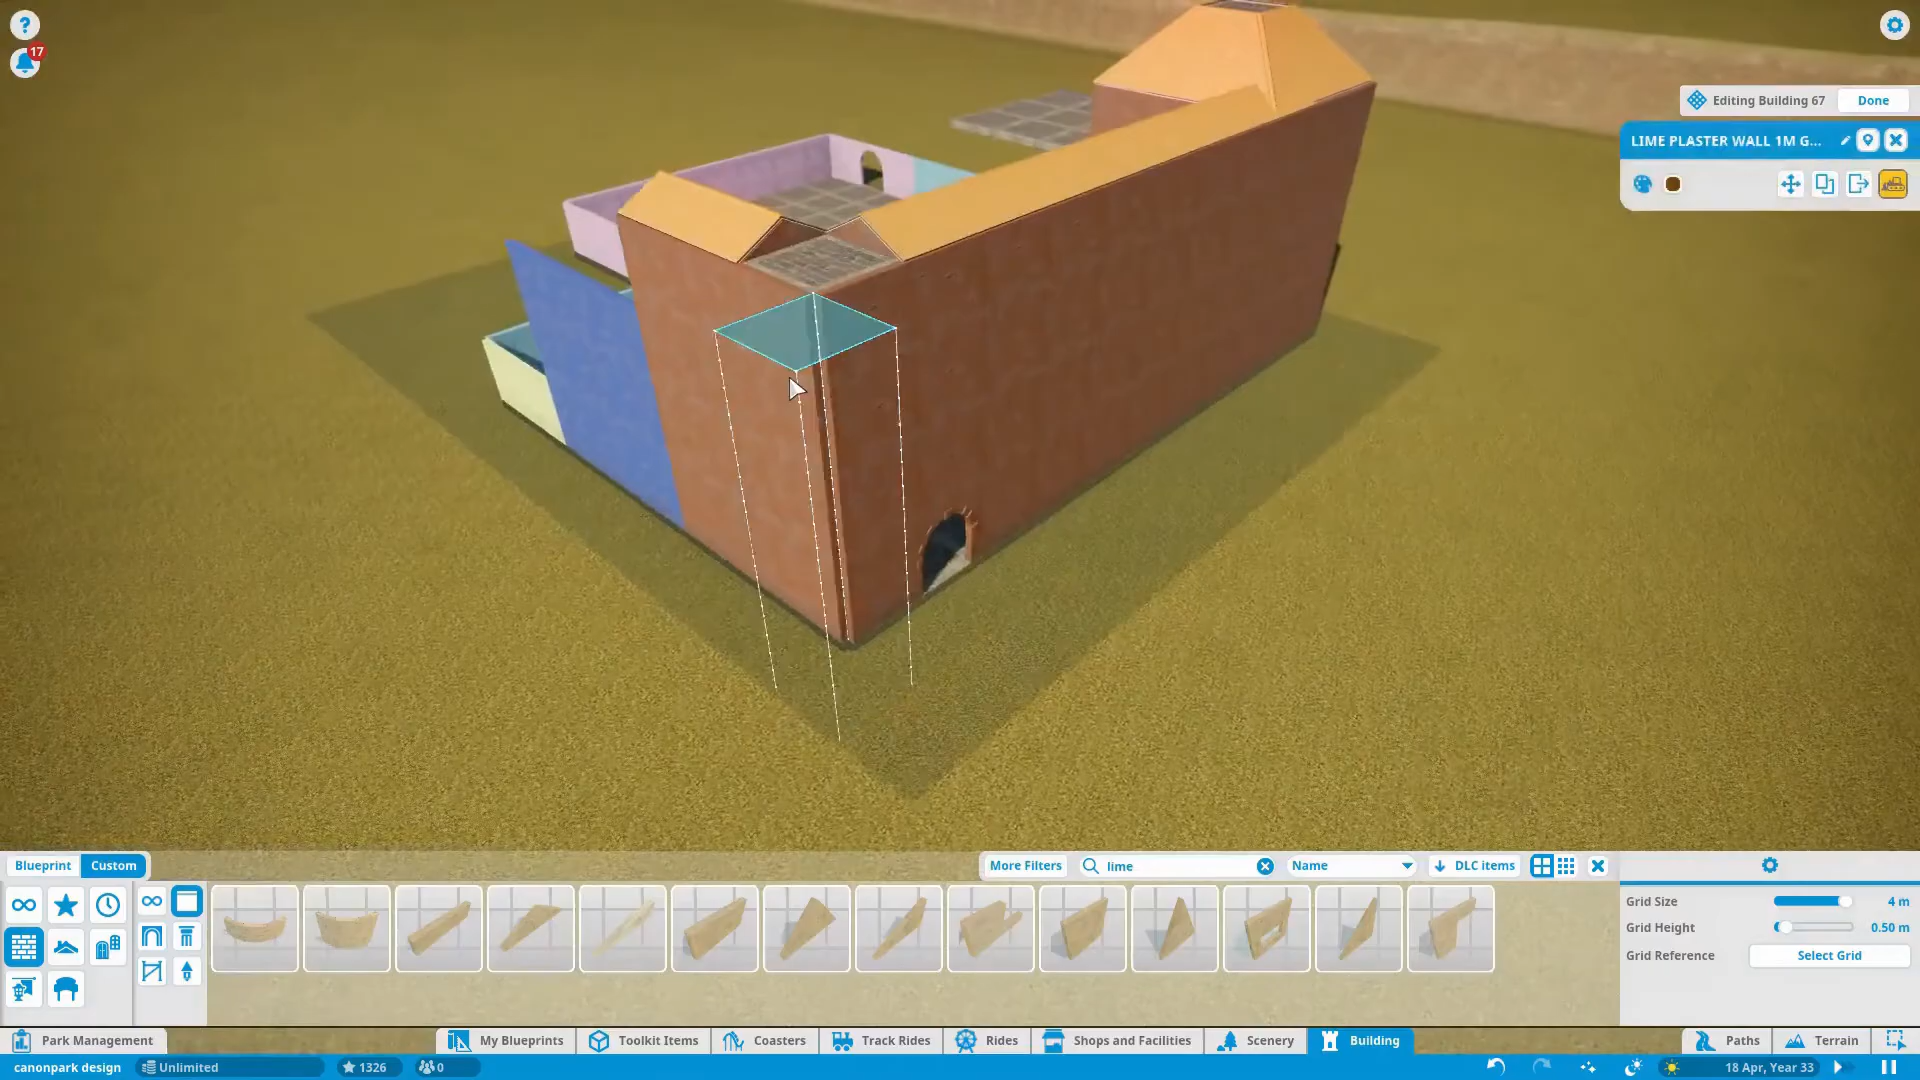 ?
17
Editing Building 67 Done
LIME PLASTER WALL 1M G...
Blueprint Custom
More Filters lime Name DLC items
Grid Size 4 m
Grid Height 0.50 m
Grid Reference Select Grid
Park Management My Blueprints Toolkit Items Coasters Track Rides Rides Shops and Facilities Scenery Building Paths Terrain
canonpark design Unlimited 1326 0 18 Apr, Year 33